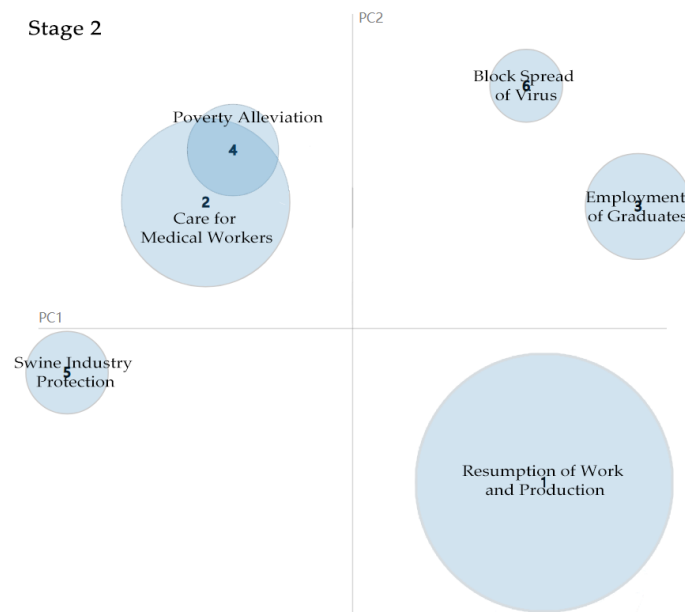 Stage 2
PC2
Block Spread
6
of Virus
Poverty Alleviation
4
2
Care for
Medical Workers
Employment
3
of Graduates
PC1
Swine Industry
5
Protection
Resumption of Work
1
and Production